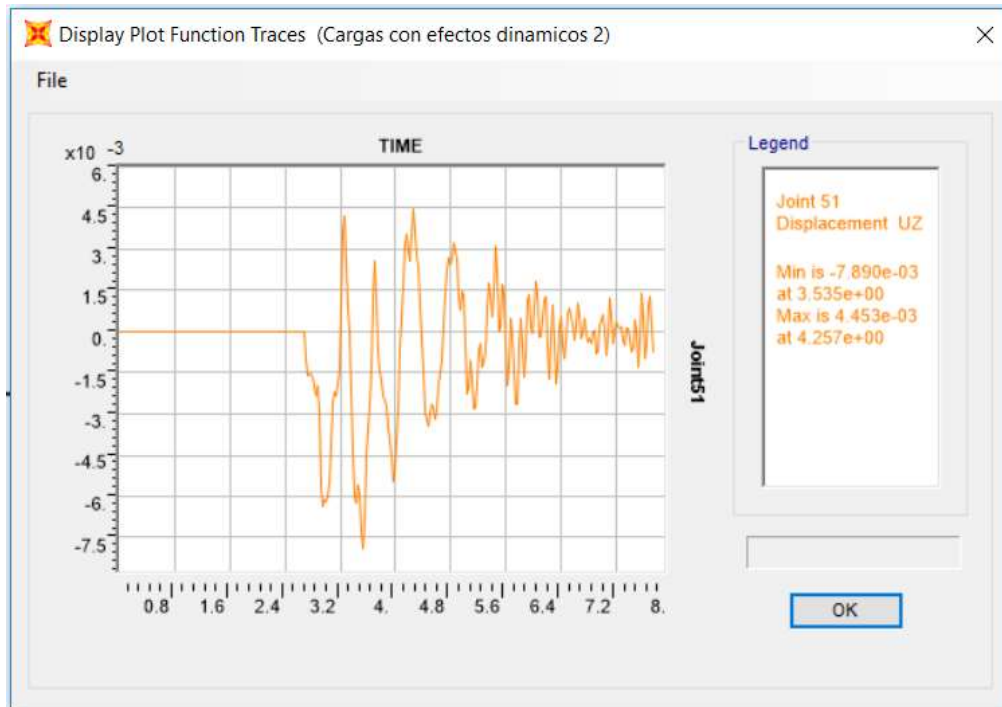 Display Plot Function Traces (Cargas con efectos dinamicos 2)
File
x10 -3
TIME
6.
4.5
3.
1.5
0.
-1.5
-3.
-4.5
-6.
-7.5
0.8 1.6 2.4 3.2 4. 4.8 5.6 6.4 7.2 8.
Joint51
Legend
Joint 51
Displacement UZ
Min is -7.890e-03
at 3.535e+00
Max is 4.453e-03
at 4.257e+00
OK